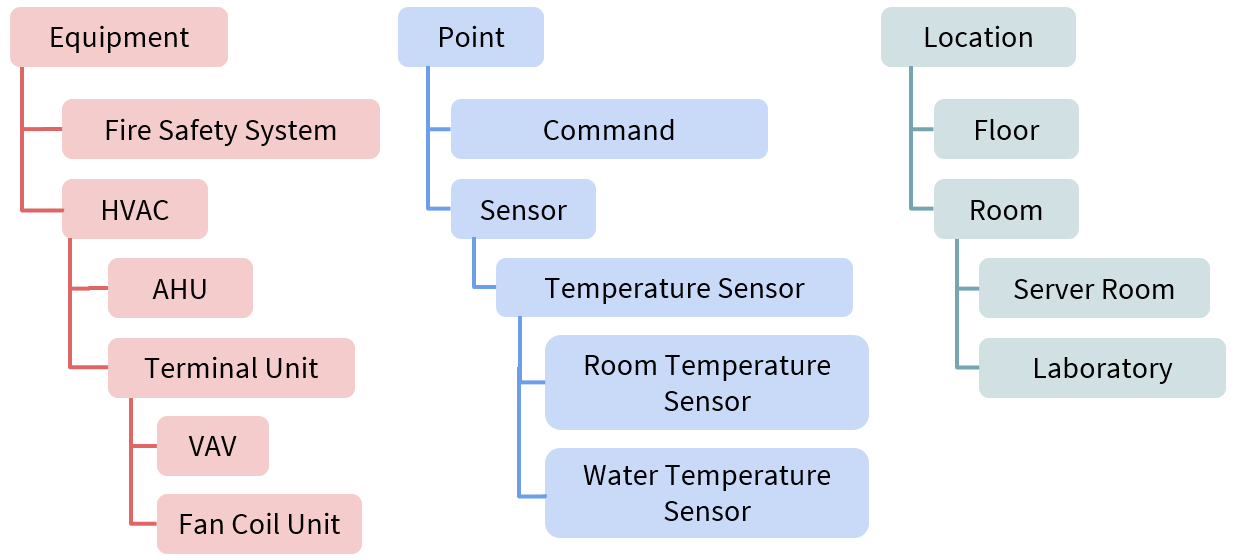 Equipment
Fire Safety System
HVAC
AHU
Terminal Unit
VAV
Fan Coil Unit
Point
Command
Sensor
Temperature Sensor
Room Temperature
Sensor
Water Temperature
Sensor
Location
Floor
Room
Server Room
Laboratory